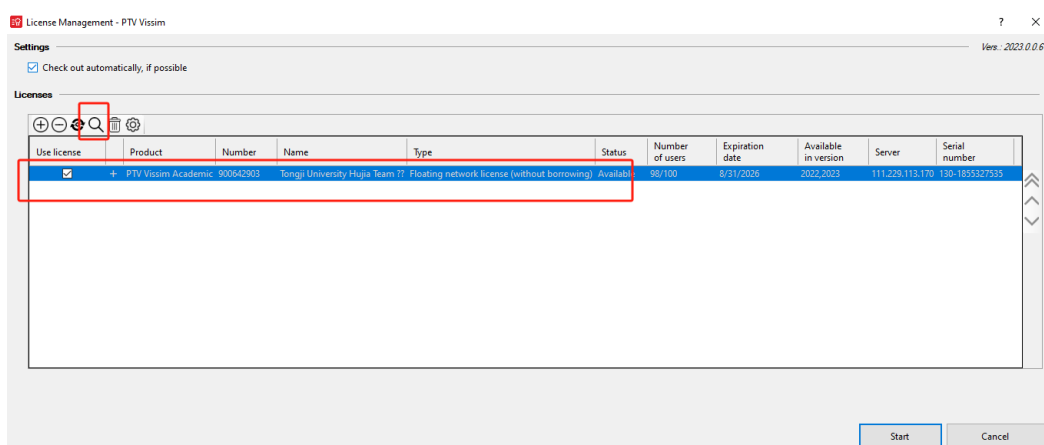 License Management - PTV Vissim
Settings
Vers.: 2023.0.0.6
Check out automatically, if possible
Licenses
Use license Product Number Name Type Status Number of users Expiration date Available in version Server Serial number
+ PTV Vissim Academic 900642903 Tongji University Hujia Team ?? Floating network license (without borrowing) Available 98/100 8/31/2026 2022,2023 111.229.113.170 130-1855327535
Start Cancel